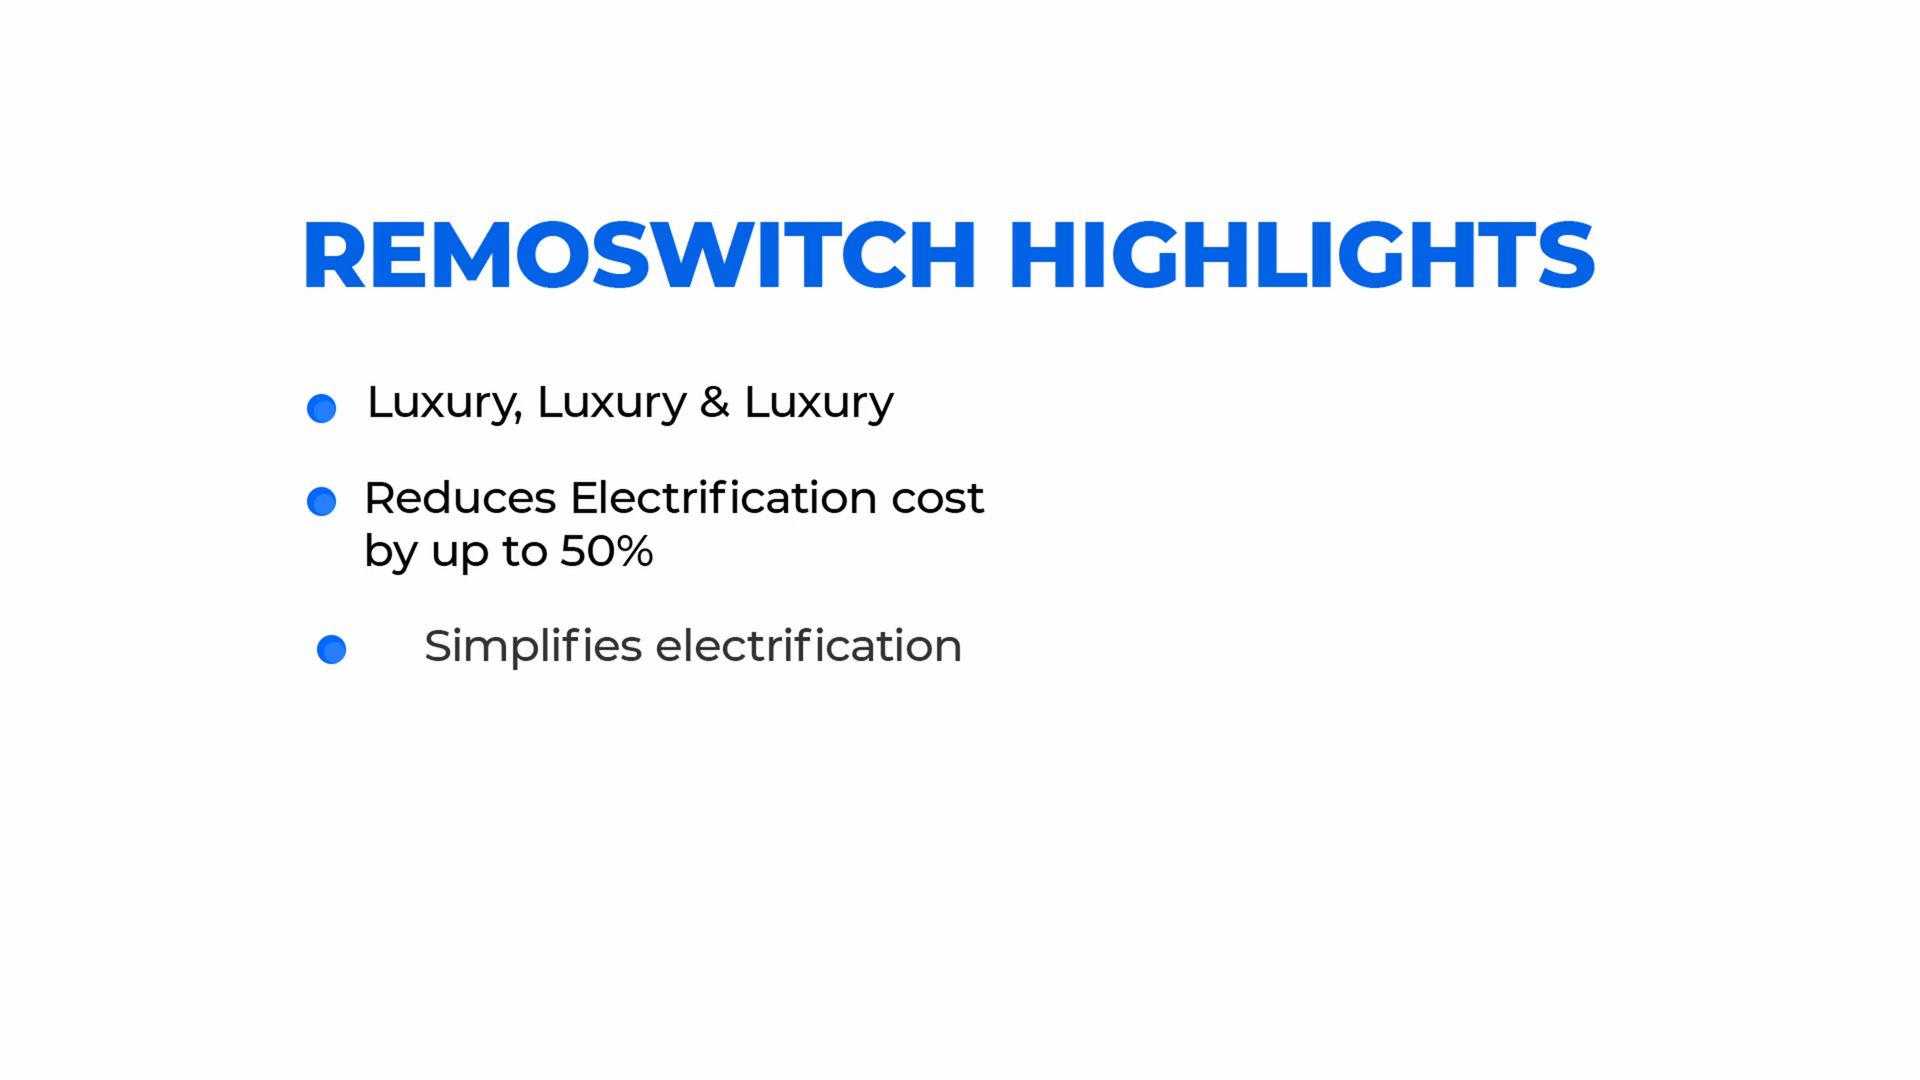 REMOSWITCH HIGHLIGHTS
Luxury, Luxury & Luxury
Reduces Electrification cost
by up to 50%
Simplifies electrification